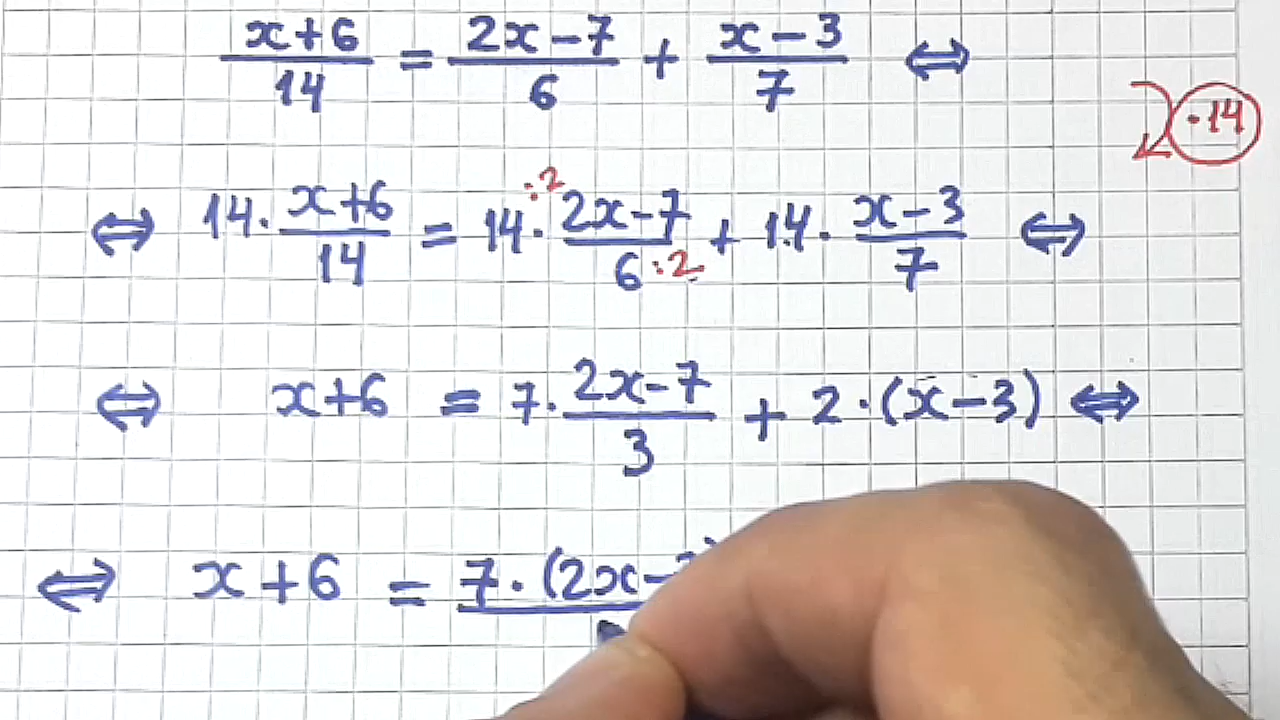 x+6/14 = 2x-7/6 + x-3/7 ⇔
·14
⇔ 14·x+6/14 = 14:2·2x-7/6:2 + 14·x-3/7 ⇔
⇔ x+6 = 7·2x-7/3 + 2·(x-3) ⇔
⇔ x+6 = 7·(2x-